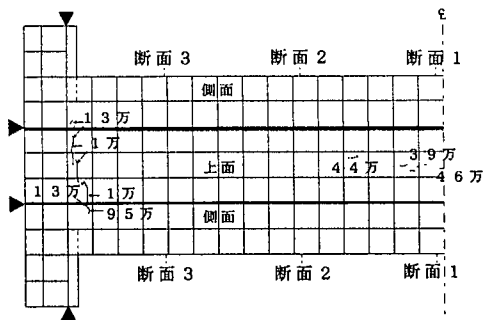 ℄
断面3 断面2 断面1
側面
13万
1万
上面 44万 39万
46万
13万 1万
95万 側面
断面3 断面2 断面1